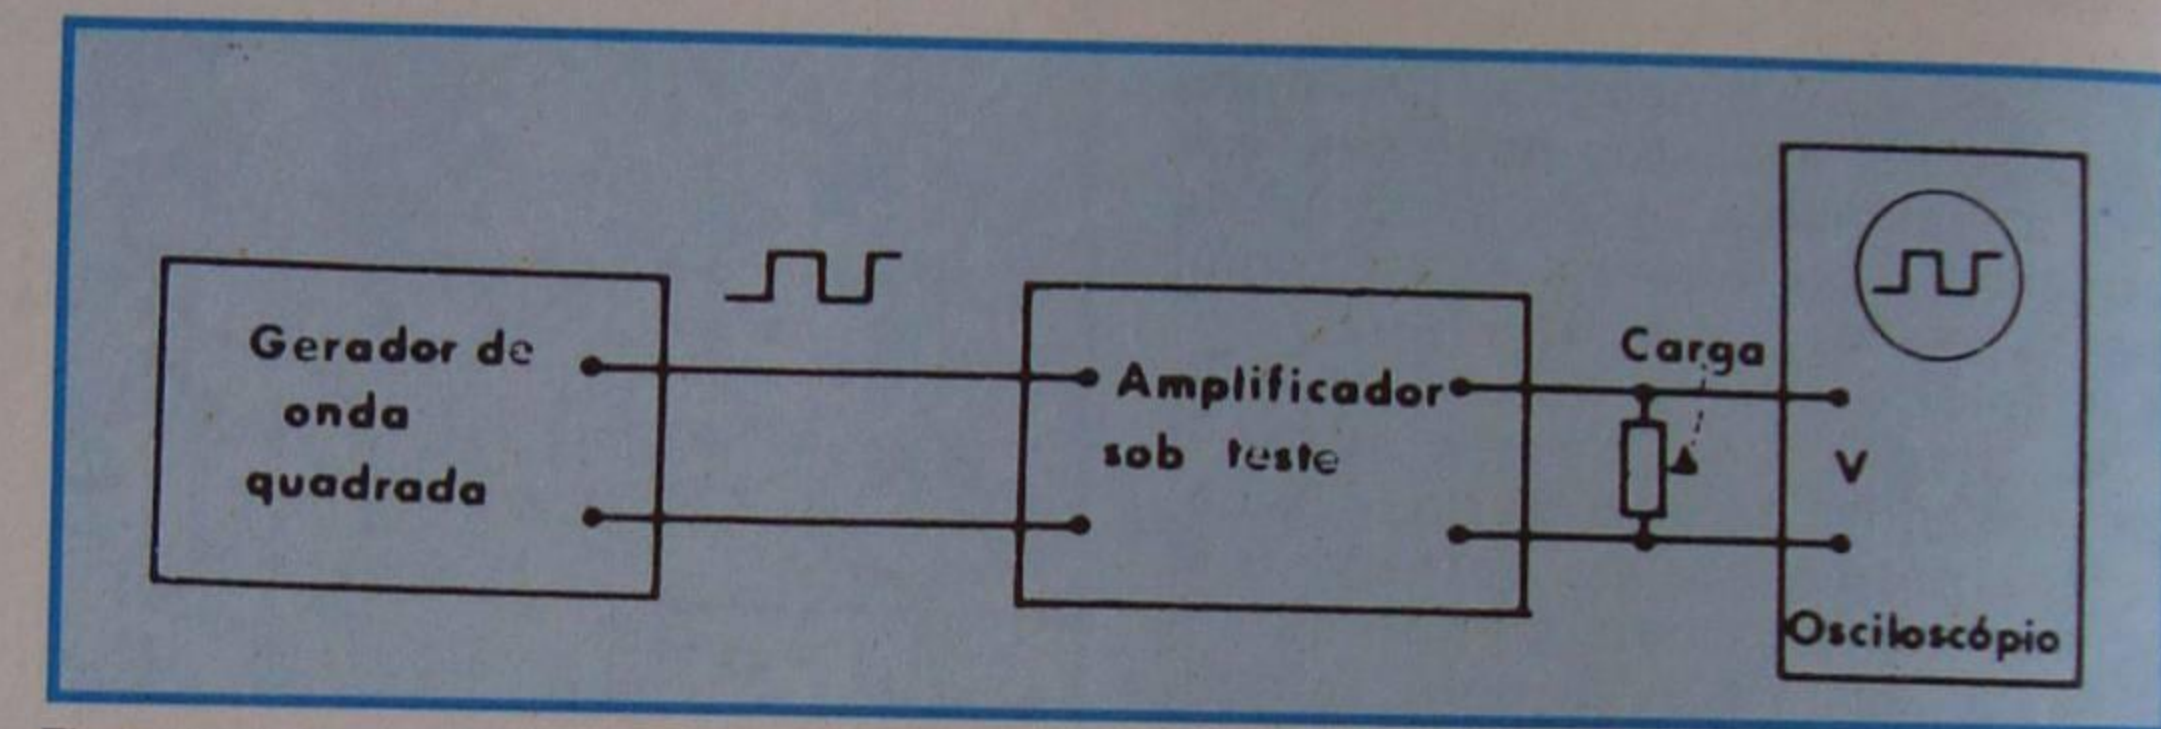 Gerador de
onda
quadrada
Amplificador
sob teste
Carga
V
Osciloscópio